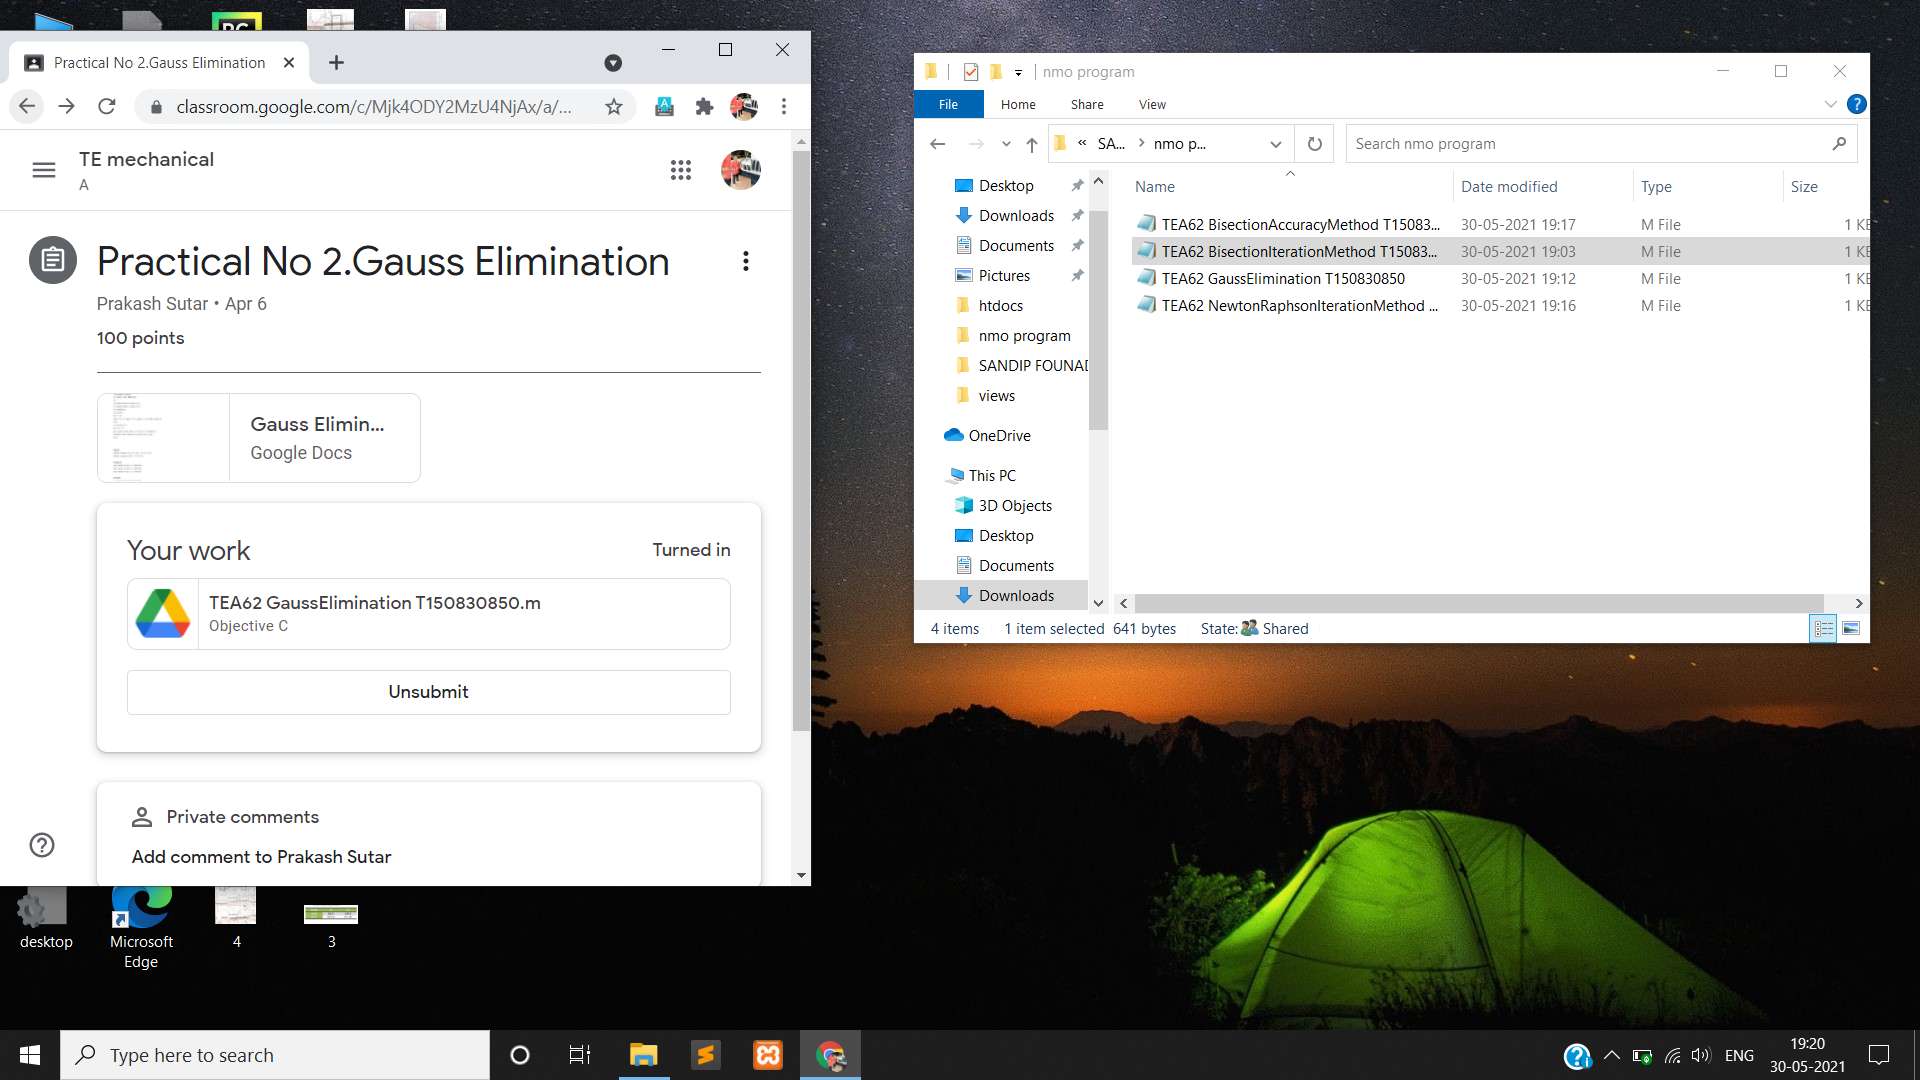 PC
Practical No 2.Gauss Elimination
classroom.google.com/c/Mjk4ODY2MzU4NjAx/a/...
TE mechanical
A
Practical No 2.Gauss Elimination
Prakash Sutar • Apr 6
100 points
Gauss Elimin...
Google Docs
Your work
Turned in
TEA62 GaussElimination T150830850.m
Objective C
Unsubmit
Private comments
Add comment to Prakash Sutar
nmo program
File Home Share View
« SA... > nmo p...
Search nmo program
Desktop
Downloads
Documents
Pictures
htdocs
nmo program
SANDIP FOUNAD
views
OneDrive
This PC
3D Objects
Desktop
Documents
Downloads
Name Date modified Type Size
TEA62 BisectionAccuracyMethod T15083... 30-05-2021 19:17 M File 1 KB
TEA62 BisectionIterationMethod T15083... 30-05-2021 19:03 M File 1 KB
TEA62 GaussElimination T150830850 30-05-2021 19:12 M File 1 KB
TEA62 NewtonRaphsonIterationMethod ... 30-05-2021 19:16 M File 1 KB
4 items 1 item selected 641 bytes State: Shared
desktop
Microsoft Edge
4
3
Type here to search
ENG
19:20
30-05-2021